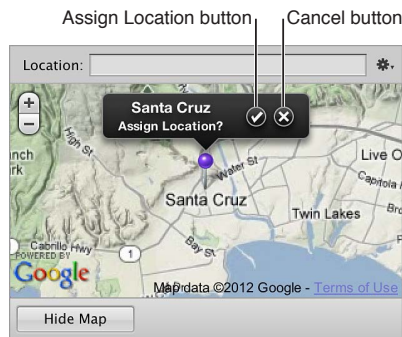 Assign Location button
Cancel button
Location:
Santa Cruz
Assign Location?
High St
Water St
Live O
Capitola
Santa Cruz
Twin Lakes
Bro
Cabrillo Hwy
1
Bay St
POWERED BY
Google
Map data ©2012 Google - Terms of Use
Hide Map